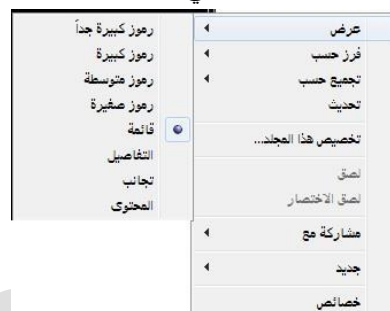 عرض
فرز حسب
تجميع حسب
تحديث
تخصيص هذا المجلد...
لصق
لصق الاختصار
مشاركة مع
جديد
خصائص
رموز كبيرة جداً
رموز كبيرة
رموز متوسطة
رموز صغيرة
قائمة
التفاصيل
تجانب
المحتوى